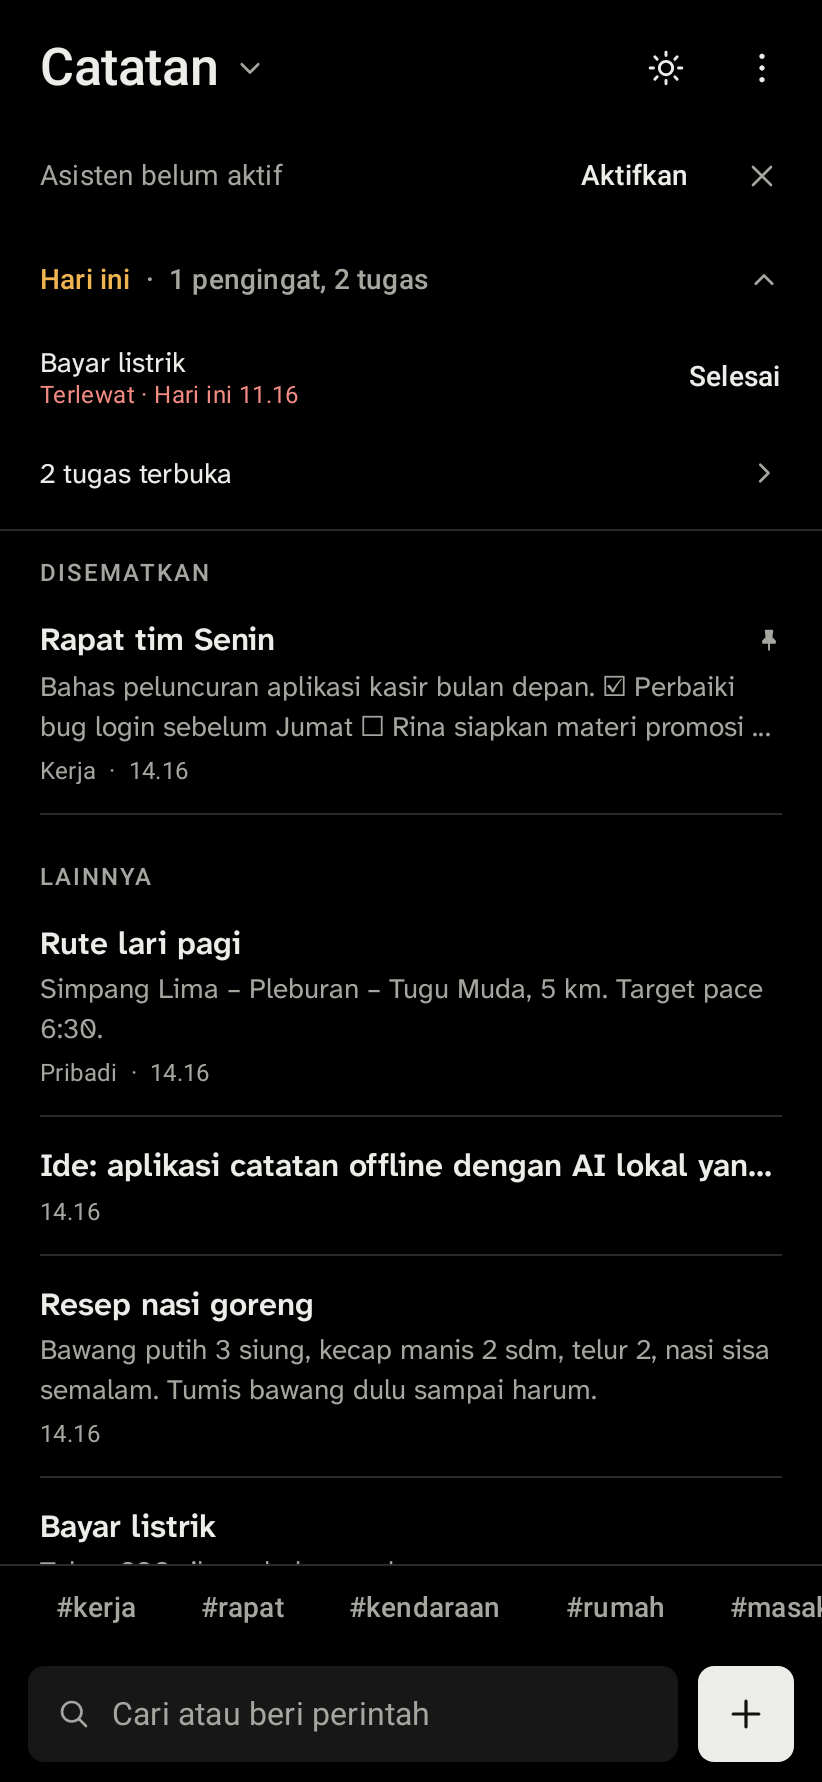 Catatan
Asisten belum aktif
Aktifkan
Hari ini · 1 pengingat, 2 tugas
Bayar listrik
Terlewat · Hari ini 11.16
Selesai
2 tugas terbuka
DISEMATKAN
Rapat tim Senin
Bahas peluncuran aplikasi kasir bulan depan. ☑ Perbaiki
bug login sebelum Jumat ☐ Rina siapkan materi promosi ...
Kerja · 14.16
LAINNYA
Rute lari pagi
Simpang Lima – Pleburan – Tugu Muda, 5 km. Target pace
6:30.
Pribadi · 14.16
Ide: aplikasi catatan offline dengan AI lokal yan...
14.16
Resep nasi goreng
Bawang putih 3 siung, kecap manis 2 sdm, telur 2, nasi sisa
semalam. Tumis bawang dulu sampai harum.
14.16
Bayar listrik
#kerja #rapat #kendaraan #rumah #masak
Cari atau beri perintah